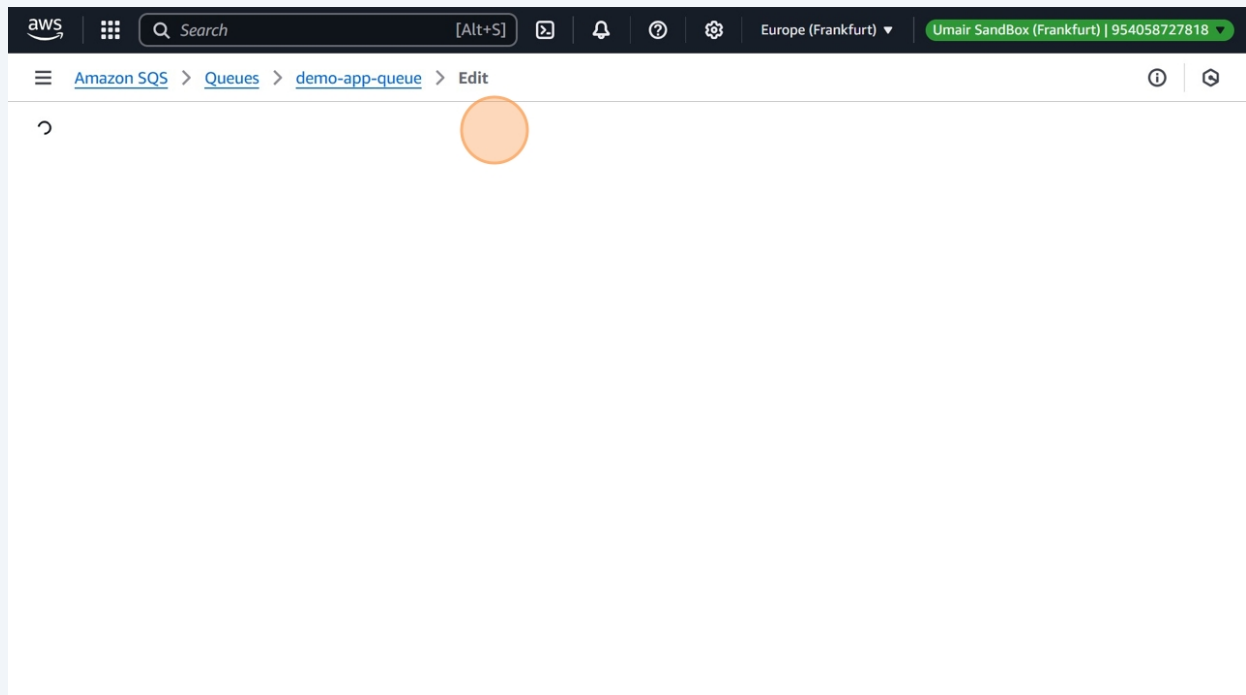 aws Search [Alt+S] Europe (Frankfurt) Umair SandBox (Frankfurt) | 954058727818
Amazon SQS > Queues > demo-app-queue > Edit